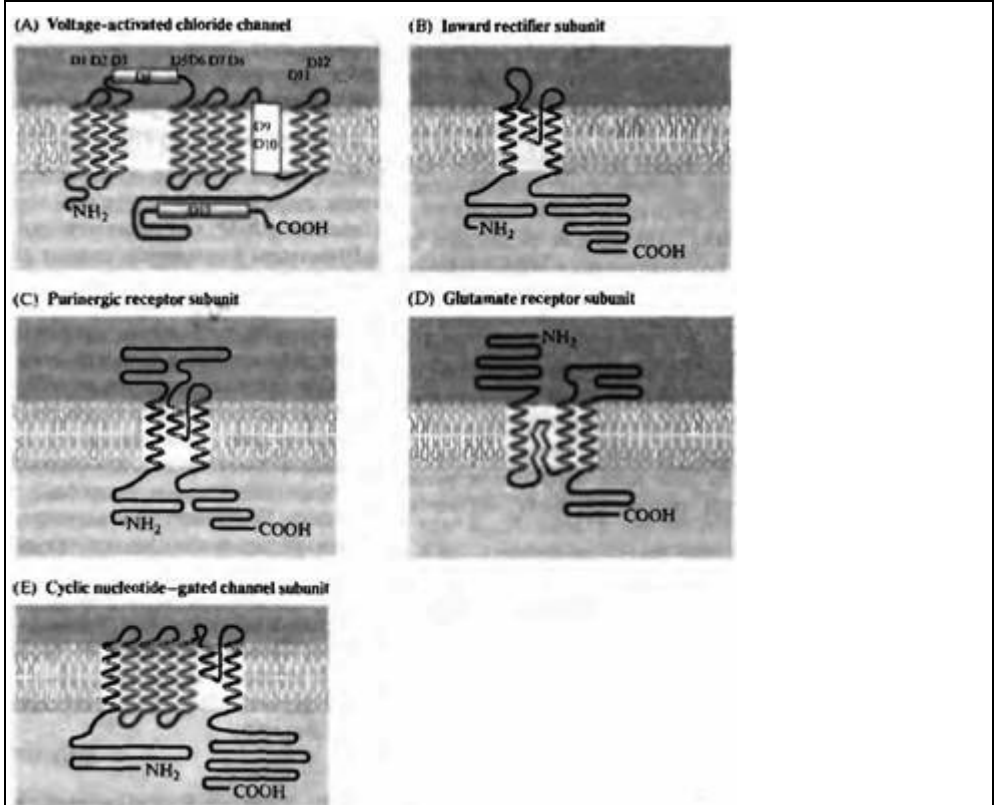 (A) Voltage-activated chloride channel
D1 D2 D3 D4 D5 D6 D7 D8 D11 D12
D9
D10
NH2
D13
COOH
(B) Inward rectifier subunit
NH2
COOH
(C) Purinergic receptor subunit
NH2
COOH
(D) Glutamate receptor subunit
NH2
COOH
(E) Cyclic nucleotide–gated channel subunit
NH2
COOH